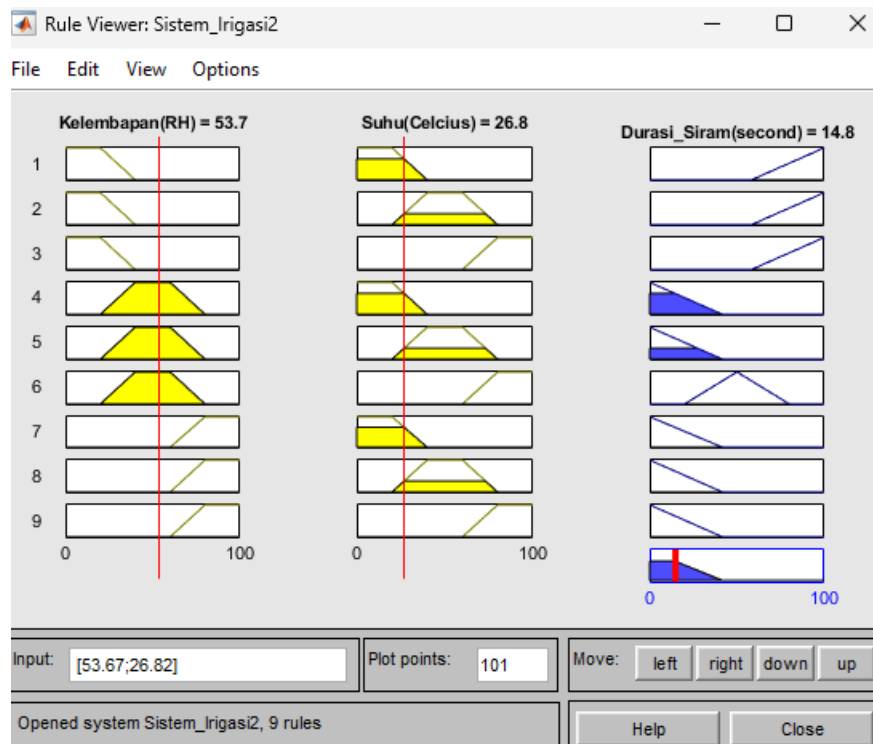 Rule Viewer: Sistem_Irigasi2
File Edit View Options
Kelembapan(RH) = 53.7 Suhu(Celcius) = 26.8 Durasi_Siram(second) = 14.8
1
2
3
4
5
6
7
8
9
0 100 0 100
0 100
Input: [53.67;26.82] Plot points: 101 Move: left right down up
Opened system Sistem_Irigasi2, 9 rules Help Close